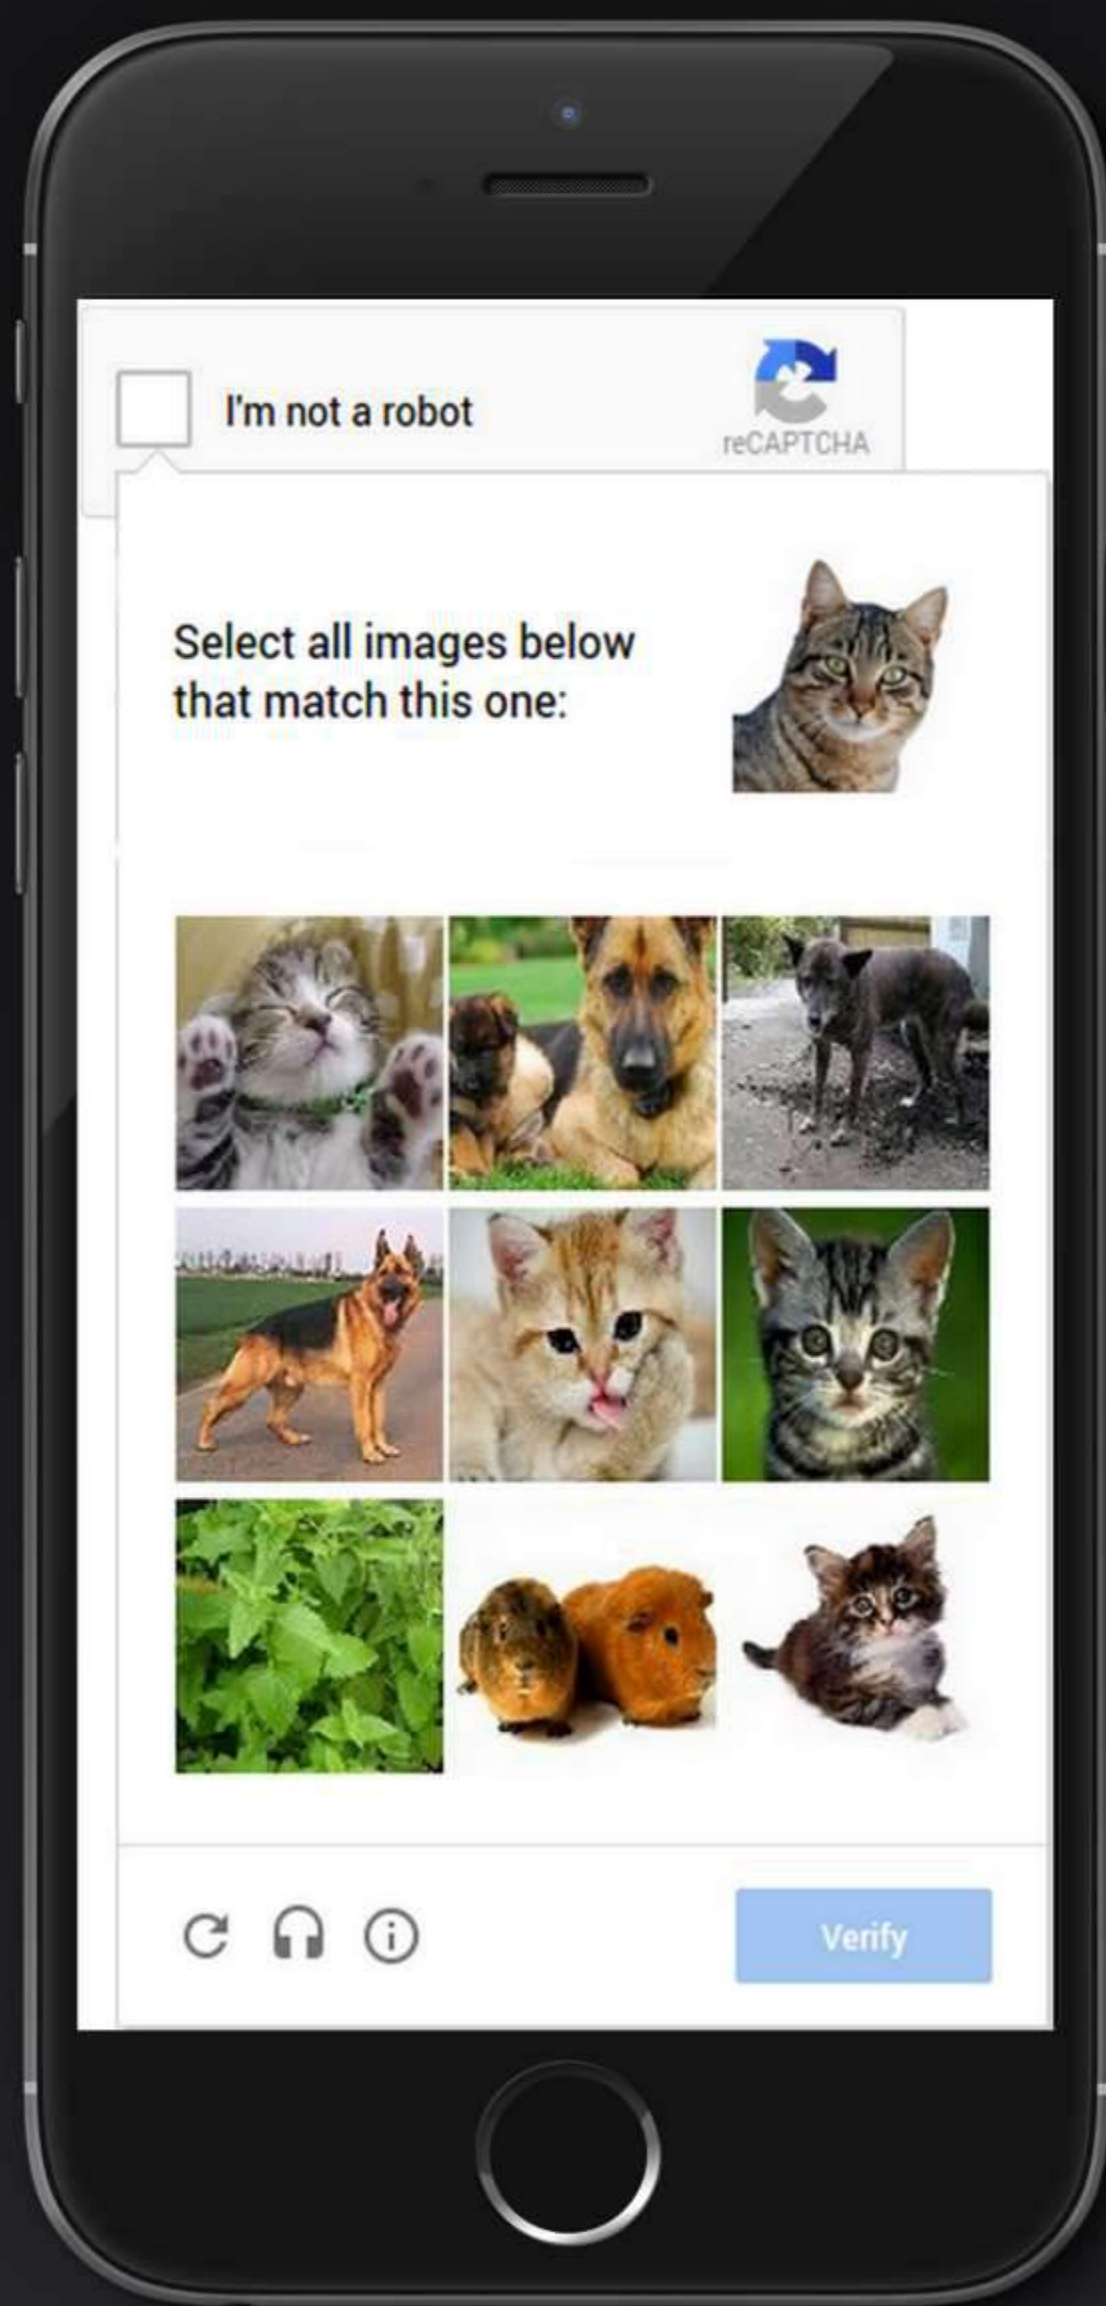 I'm not a robot
reCAPTCHA
Select all images below
that match this one:
Verify